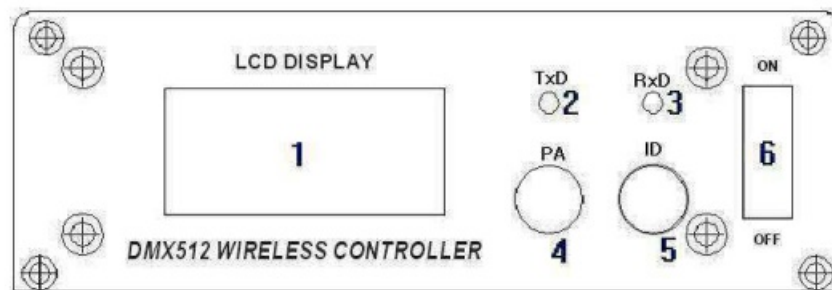 LCD DISPLAY
TxD
RxD
ON
1
2
3
6
PA
ID
4
5
DMX512 WIRELESS CONTROLLER
OFF